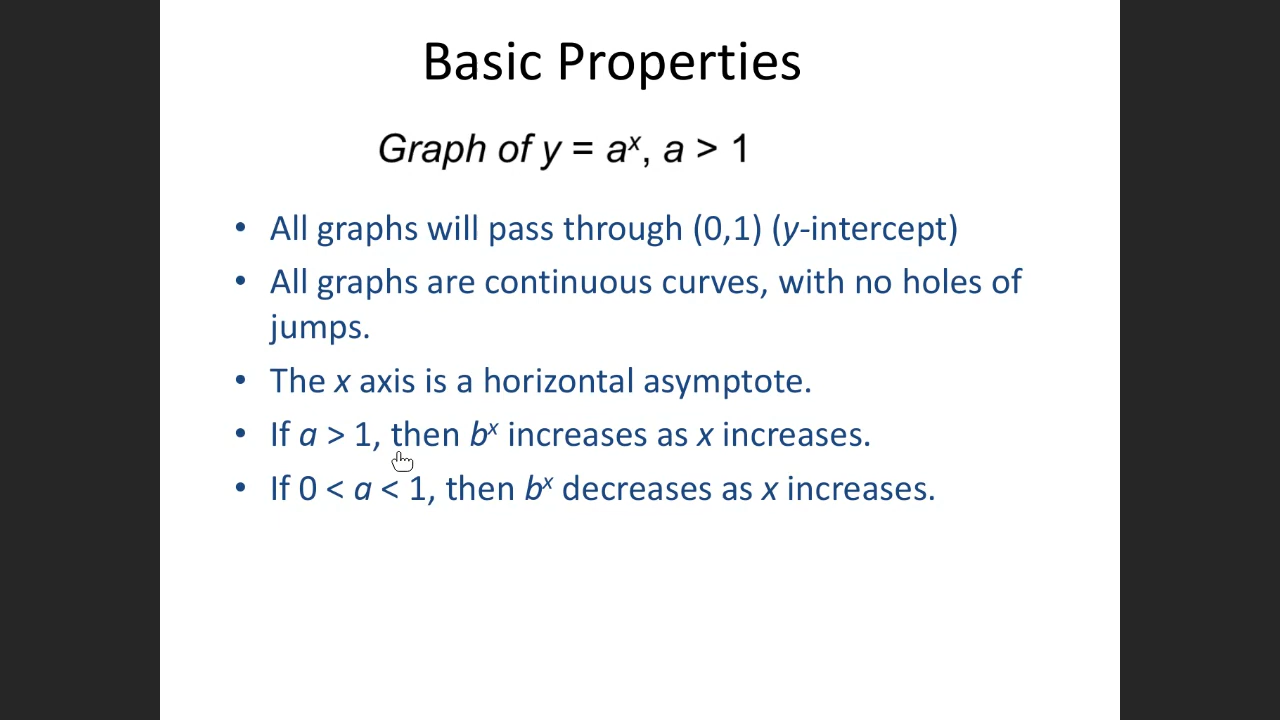 Basic Properties
Graph of y = aˣ, a > 1
• All graphs will pass through (0,1) (y-intercept)
• All graphs are continuous curves, with no holes of
jumps.
• The x axis is a horizontal asymptote.
• If a > 1, then bˣ increases as x increases.
• If 0 < a < 1, then bˣ decreases as x increases.